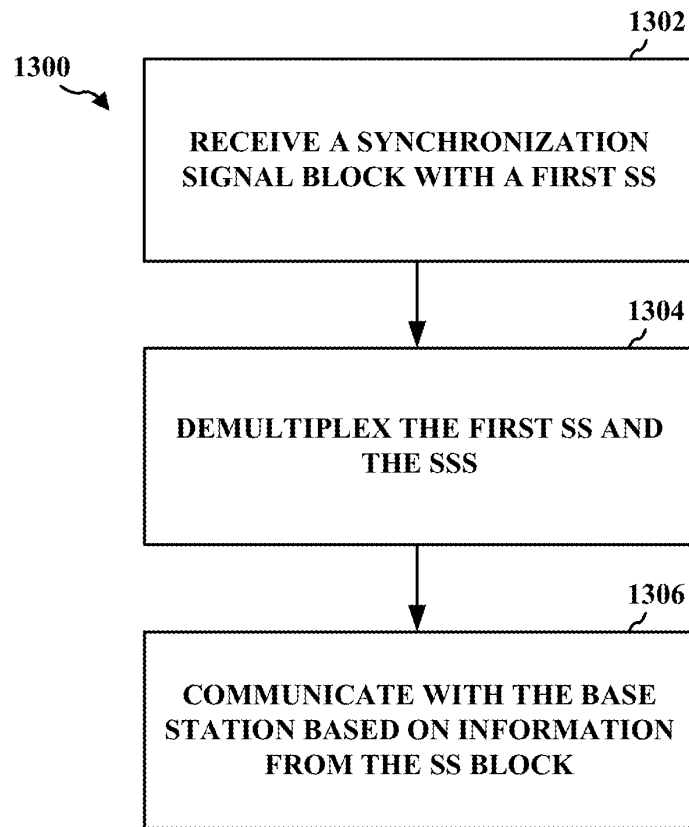 1300
1302
RECEIVE A SYNCHRONIZATION
SIGNAL BLOCK WITH A FIRST SS
1304
DEMULTIPLEX THE FIRST SS AND
THE SSS
1306
COMMUNICATE WITH THE BASE
STATION BASED ON INFORMATION
FROM THE SS BLOCK